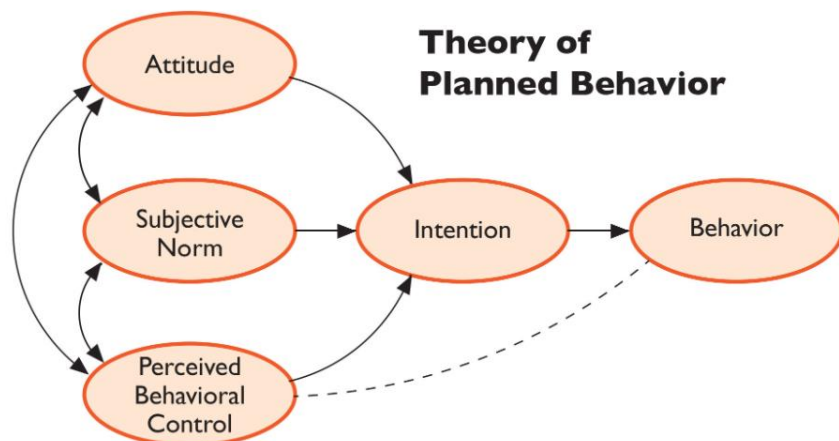 Theory of
Planned Behavior
Attitude
Subjective
Norm
Intention
Behavior
Perceived
Behavioral
Control